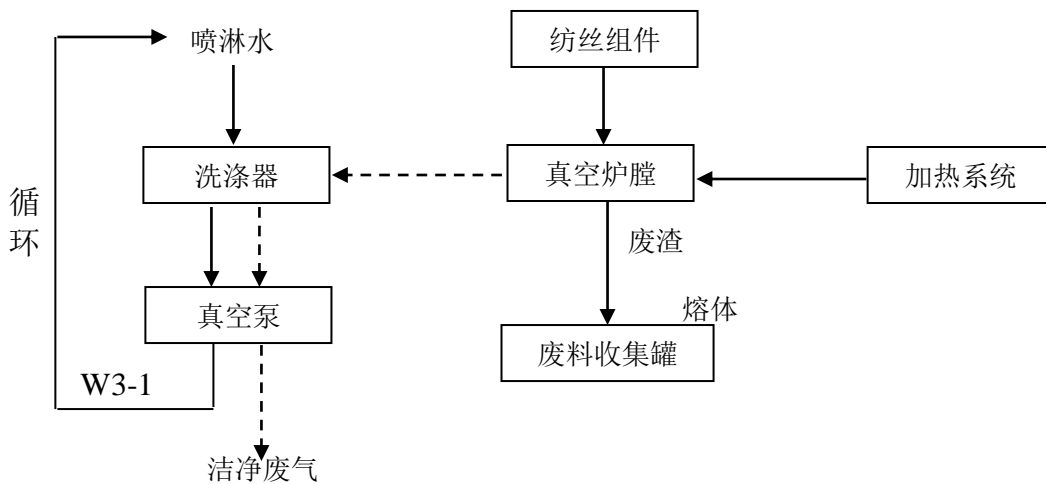 纺丝组件
喷淋水
洗涤器
真空炉膛
加热系统
循
环
废渣
真空泵
熔体
废料收集罐
W3-1
洁净废气